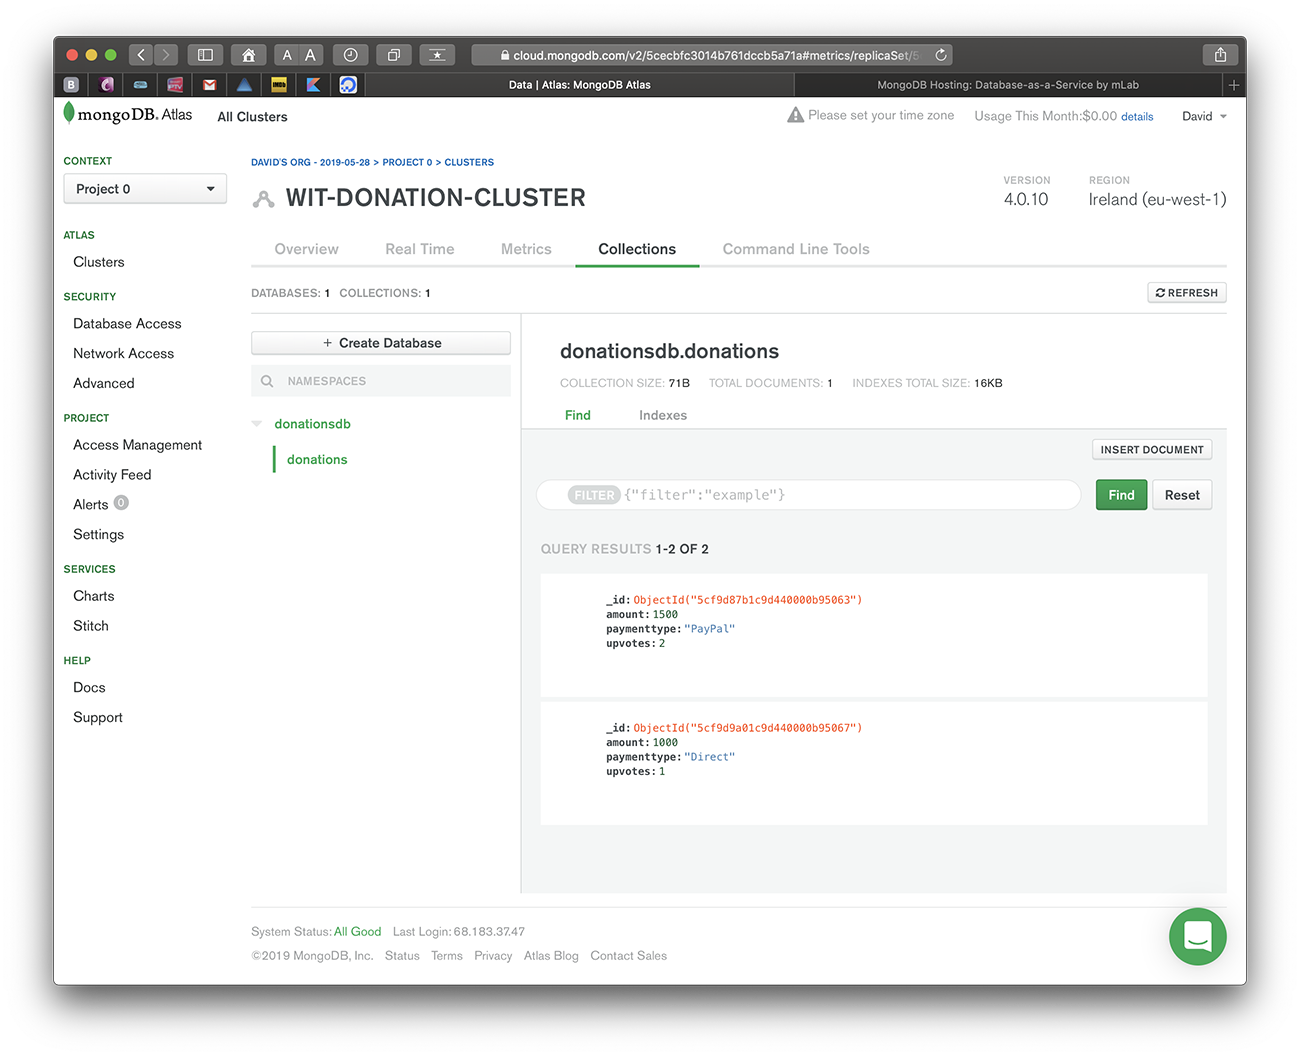 A A
cloud.mongodb.com/v2/5cecbfc3014b761dccb5a71a#metrics/replicaSet/5
B IPTV IMDb Data | Atlas: MongoDB Atlas MongoDB Hosting: Database-as-a-Service by mLab +
mongoDB. Atlas All Clusters Please set your time zone Usage This Month:$0.00 details David
CONTEXT
Project 0
ATLAS
Clusters
SECURITY
Database Access
Network Access
Advanced
PROJECT
Access Management
Activity Feed
Alerts 0
Settings
SERVICES
Charts
Stitch
HELP
Docs
Support
DAVID'S ORG - 2019-05-28 > PROJECT 0 > CLUSTERS
WIT-DONATION-CLUSTER
VERSION
4.0.10
REGION
Ireland (eu-west-1)
Overview Real Time Metrics Collections Command Line Tools
DATABASES: 1 COLLECTIONS: 1
REFRESH
+ Create Database
NAMESPACES
donationsdb
donations
donationsdb.donations
COLLECTION SIZE: 71B TOTAL DOCUMENTS: 1 INDEXES TOTAL SIZE: 16KB
Find Indexes
INSERT DOCUMENT
FILTER {"filter":"example"}
Find Reset
QUERY RESULTS 1-2 OF 2
_id: ObjectId("5cf9d87b1c9d440000b95063")
amount: 1500
paymenttype: "PayPal"
upvotes: 2
_id: ObjectId("5cf9d9a01c9d440000b95067")
amount: 1000
paymenttype: "Direct"
upvotes: 1
System Status: All Good Last Login: 68.183.37.47
©2019 MongoDB, Inc. Status Terms Privacy Atlas Blog Contact Sales